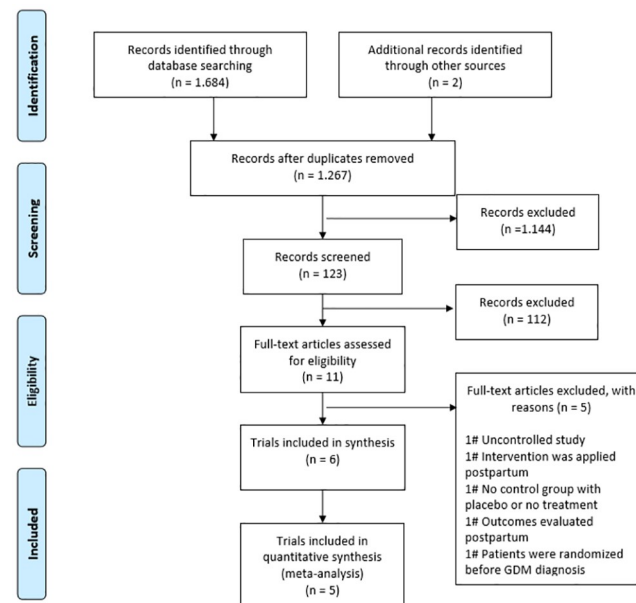 Identification
Records identified through
database searching
(n = 1.684)
Additional records identified
through other sources
(n = 2)
Records after duplicates removed
(n = 1.267)
Screening
Records excluded
(n =1.144)
Records screened
(n = 123)
Records excluded
(n = 112)
Eligibility
Full-text articles assessed
for eligibility
(n = 11)
Full-text articles excluded, with
reasons (n = 5)
1# Uncontrolled study
1# Intervention was applied
postpartum
1# No control group with
placebo or no treatment
1# Outcomes evaluated
postpartum
1# Patients were randomized
before GDM diagnosis
Trials included in synthesis
(n = 6)
Included
Trials included in
quantitative synthesis
(meta-analysis)
(n = 5)